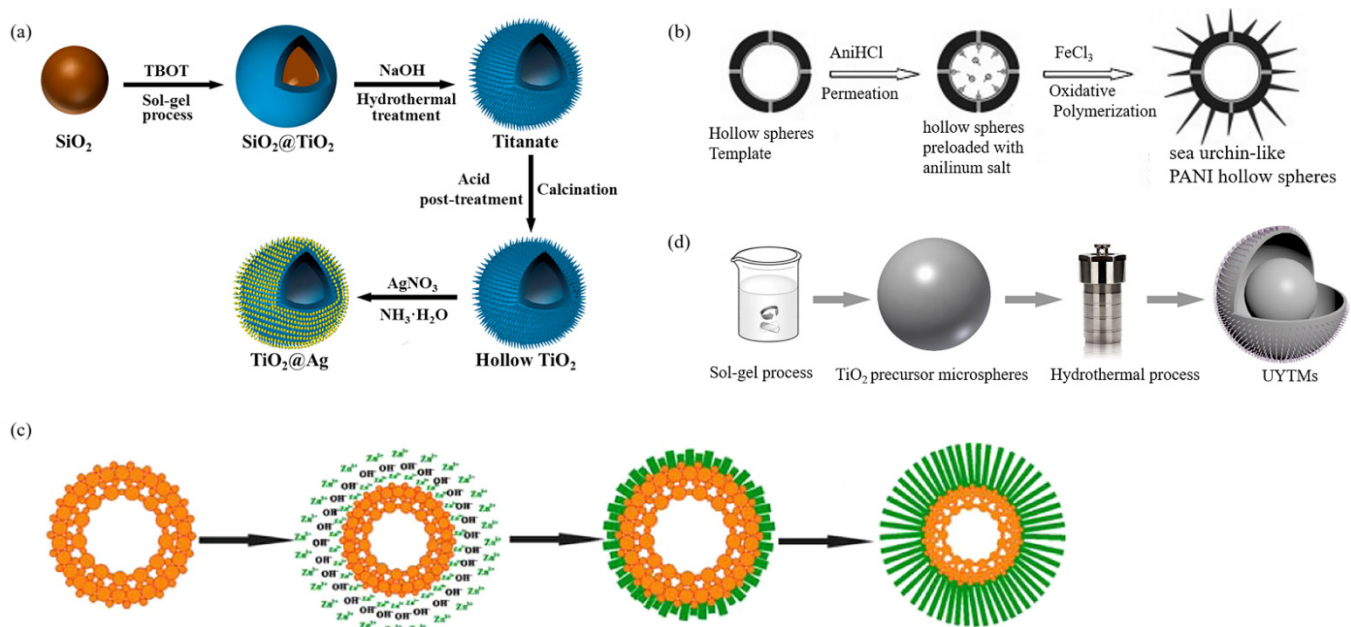 (a)
TBOT
Sol-gel
process
NaOH
Hydrothermal
treatment
SiO₂
SiO₂@TiO₂
Titanate
Acid
post-treatment
Calcination
AgNO₃
NH₃·H₂O
TiO₂@Ag
Hollow TiO₂
(b)
AniHCl
Permeation
FeCl₃
Oxidative
Polymerization
Hollow spheres
Template
hollow spheres
preloaded with
anilinum salt
sea urchin-like
PANI hollow spheres
(d)
Sol-gel process
TiO₂ precursor microspheres
Hydrothermal process
UYTMs
(c)
Zn²⁺
OH⁻